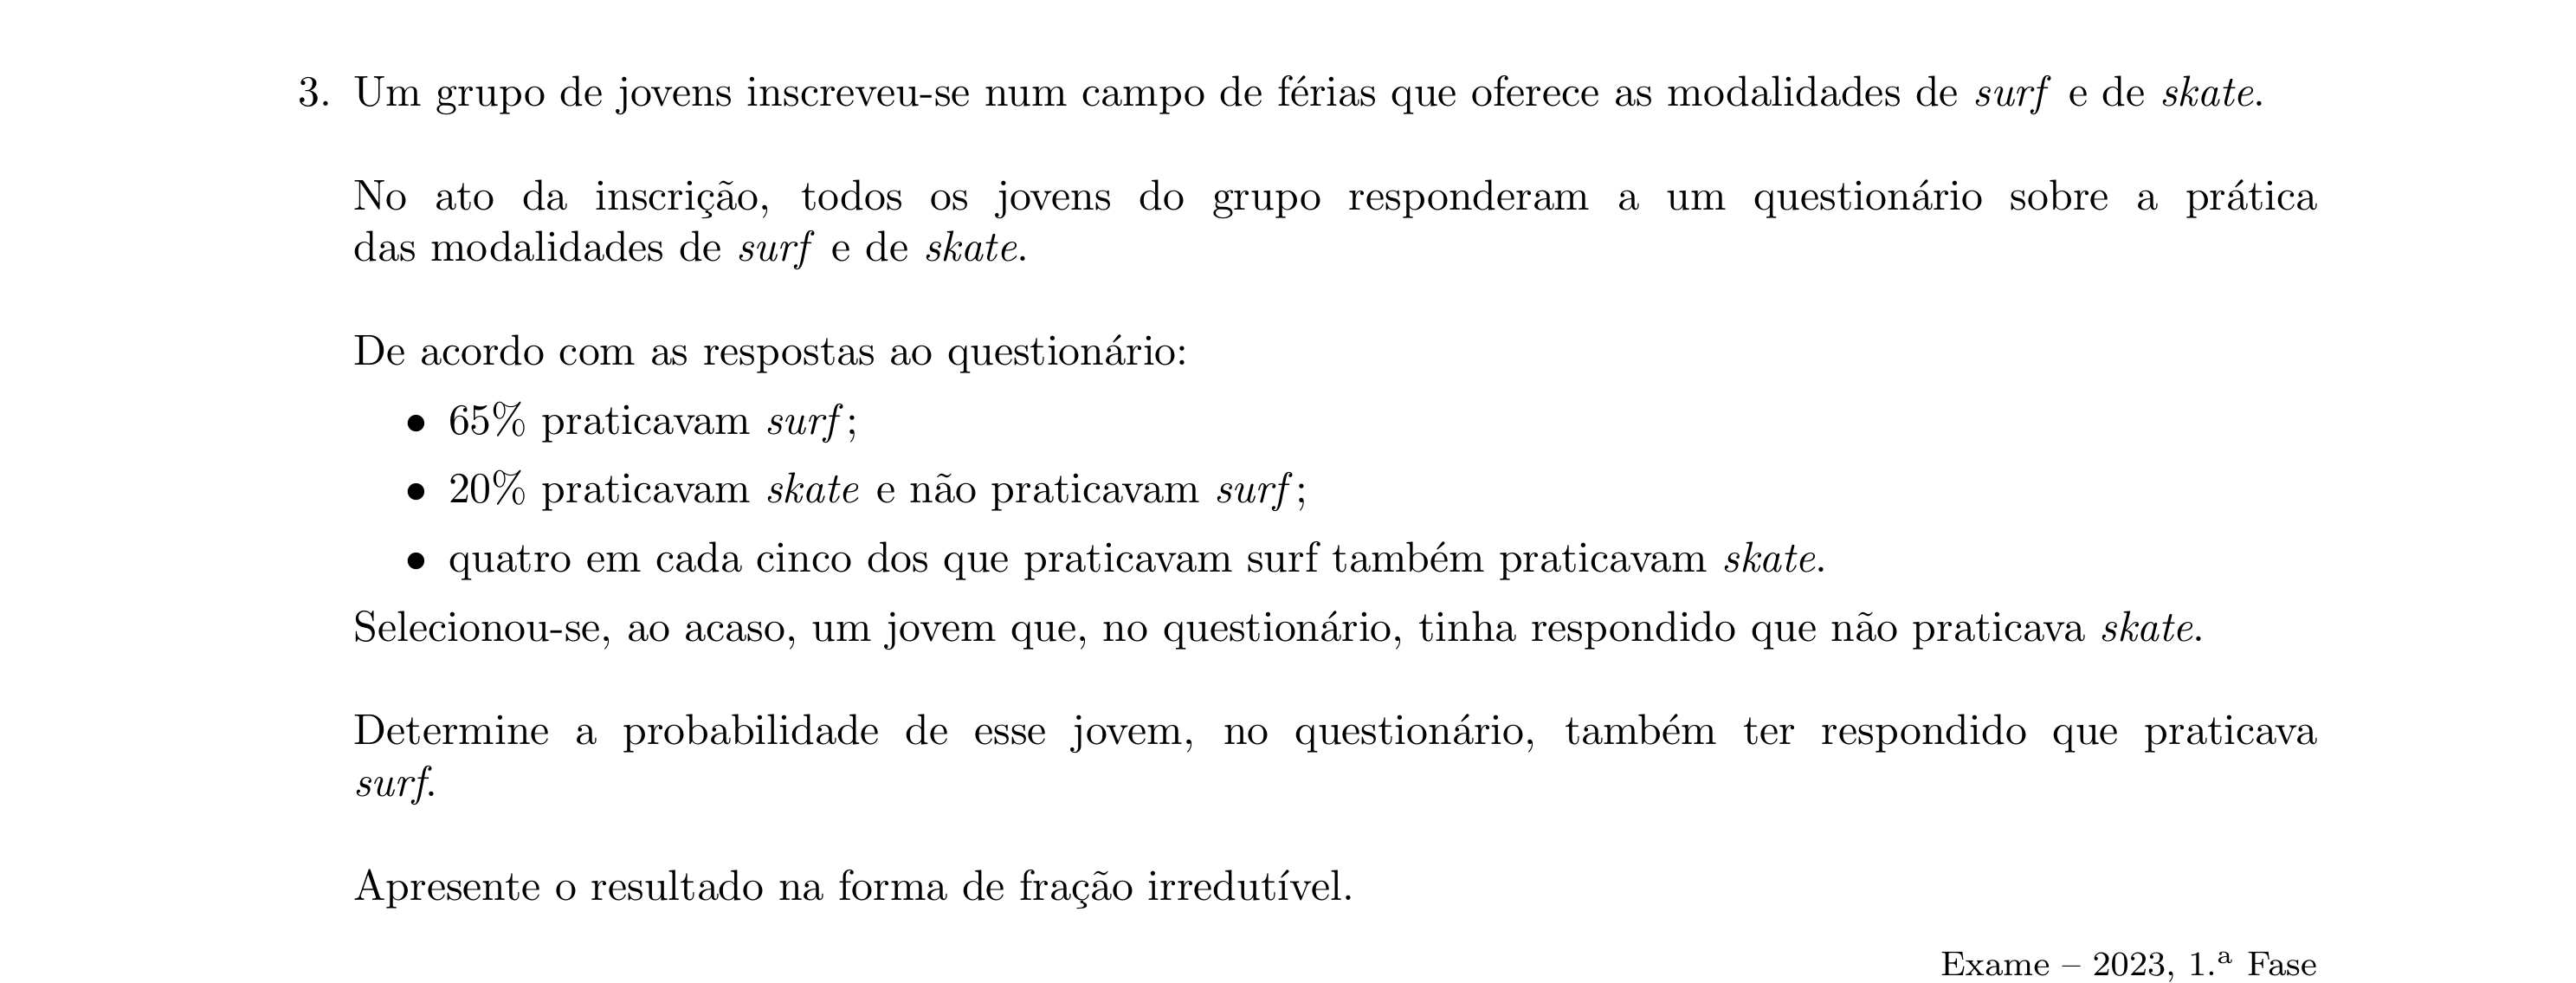 3. Um grupo de jovens inscreveu-se num campo de férias que oferece as modalidades de surf e de skate.
No ato da inscrição, todos os jovens do grupo responderam a um questionário sobre a prática
das modalidades de surf e de skate.
De acordo com as respostas ao questionário:
• 65% praticavam surf;
• 20% praticavam skate e não praticavam surf;
• quatro em cada cinco dos que praticavam surf também praticavam skate.
Selecionou-se, ao acaso, um jovem que, no questionário, tinha respondido que não praticava skate.
Determine a probabilidade de esse jovem, no questionário, também ter respondido que praticava
surf.
Apresente o resultado na forma de fração irredutível.
Exame – 2023, 1.ª Fase